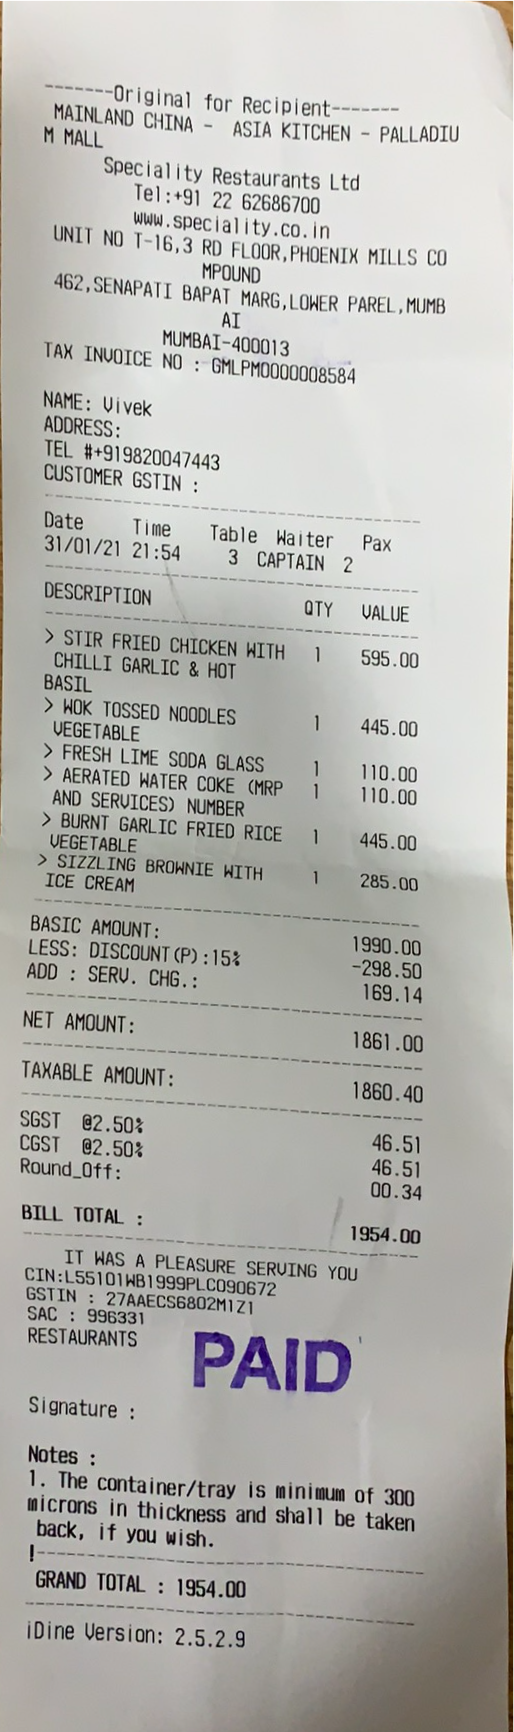 -------Original for Recipient-------
MAINLAND CHINA - ASIA KITCHEN - PALLADIU
M MALL
Speciality Restaurants Ltd
Tel:+91 22 62686700
www.speciality.co.in
UNIT NO T-16,3 RD FLOOR,PHOENIX MILLS CO
MPOUND
462,SENAPATI BAPAT MARG,LOWER PAREL,MUMB
AI
MUMBAI-400013
TAX INVOICE NO : GMLPM0000008584
NAME: Vivek
ADDRESS:
TEL #+919820047443
CUSTOMER GSTIN :
Date Time Table Waiter Pax
31/01/21 21:54 3 CAPTAIN 2
DESCRIPTION QTY VALUE
> STIR FRIED CHICKEN WITH 1 595.00
CHILLI GARLIC & HOT
BASIL
> WOK TOSSED NOODLES 1 445.00
VEGETABLE
> FRESH LIME SODA GLASS 1 110.00
> AERATED WATER COKE (MRP 1 110.00
AND SERVICES) NUMBER
> BURNT GARLIC FRIED RICE 1 445.00
VEGETABLE
> SIZZLING BROWNIE WITH 1 285.00
ICE CREAM
BASIC AMOUNT: 1990.00
LESS: DISCOUNT(P):15% -298.50
ADD : SERV. CHG.: 169.14
NET AMOUNT: 1861.00
TAXABLE AMOUNT: 1860.40
SGST @2.50% 46.51
CGST @2.50% 46.51
Round_Off: 00.34
BILL TOTAL : 1954.00
IT WAS A PLEASURE SERVING YOU
CIN:L55101WB1999PLC090672
GSTIN : 27AAECS6802M1Z1
SAC : 996331
RESTAURANTS
PAID
Signature :
Notes :
1. The container/tray is minimum of 300
microns in thickness and shall be taken
back, if you wish.
!
GRAND TOTAL : 1954.00
iDine Version: 2.5.2.9